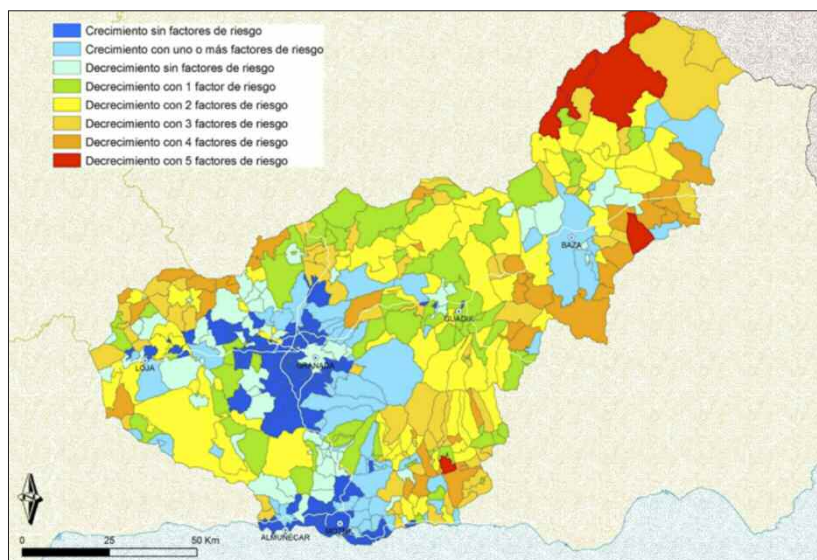 Crecimiento sin factores de riesgo
Crecimiento con uno o más factores de riesgo
Decrecimiento sin factores de riesgo
Decrecimiento con 1 factor de riesgo
Decrecimiento con 2 factores de riesgo
Decrecimiento con 3 factores de riesgo
Decrecimiento con 4 factores de riesgo
Decrecimiento con 5 factores de riesgo
BAZA
GUADIX
GRANADA
LOJA
MOTRIL
ALMUÑECAR
0 25 50 Km